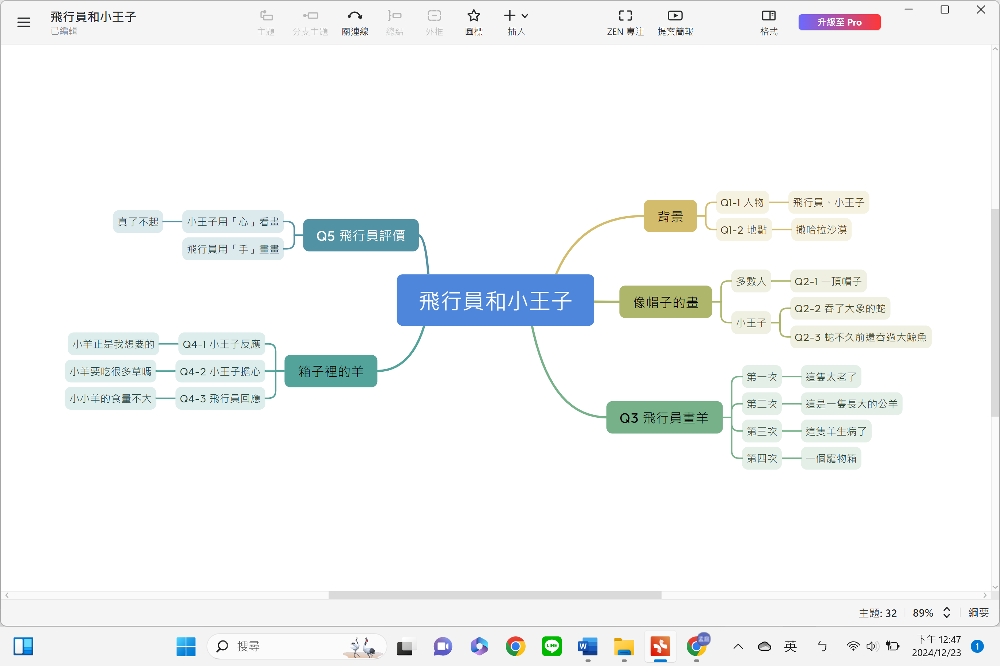 飛行員和小王子
已編輯
主題
分支主題
關連線
總結
外框
圖標
插入
ZEN 專注
提案簡報
格式
升級至 Pro
飛行員和小王子
背景
Q1-1 人物
飛行員、小王子
Q1-2 地點
撒哈拉沙漠
像帽子的畫
多數人
Q2-1 一頂帽子
小王子
Q2-2 吞了大象的蛇
Q2-3 蛇不久前還吞過大鯨魚
Q3 飛行員畫羊
第一次
這隻太老了
第二次
這是一隻長大的公羊
第三次
這隻羊生病了
第四次
一個寵物箱
箱子裡的羊
Q4-1 小王子反應
小羊正是我想要的
Q4-2 小王子擔心
小羊要吃很多草嗎
Q4-3 飛行員回應
小小羊的食量不大
Q5 飛行員評價
小王子用「心」看畫
真了不起
飛行員用「手」畫畫
主題: 32
89%
綱要
搜尋
LINE
W
英
ㄅ
下午 12:47
2024/12/23
1